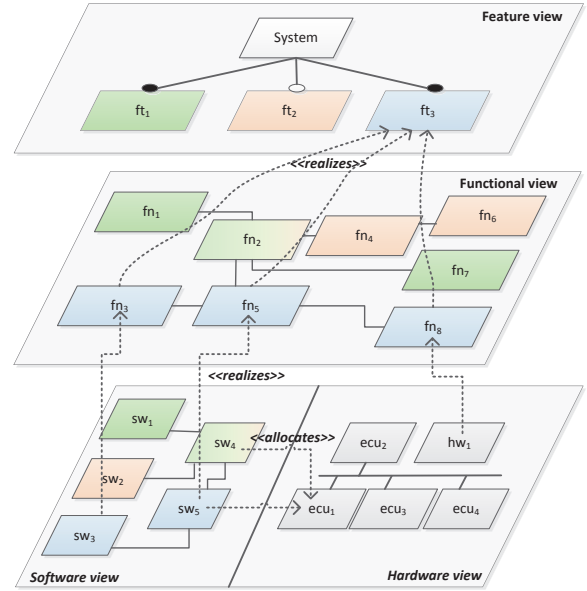 Feature view
System
ft1
ft2
ft3
<<realizes>>
Functional view
fn1
fn2
fn4
fn6
fn7
fn3
fn5
fn8
<<realizes>>
sw1
sw4
<<allocates>>
ecu2
hw1
sw2
sw5
ecu1
ecu3
ecu4
sw3
Software view
Hardware view